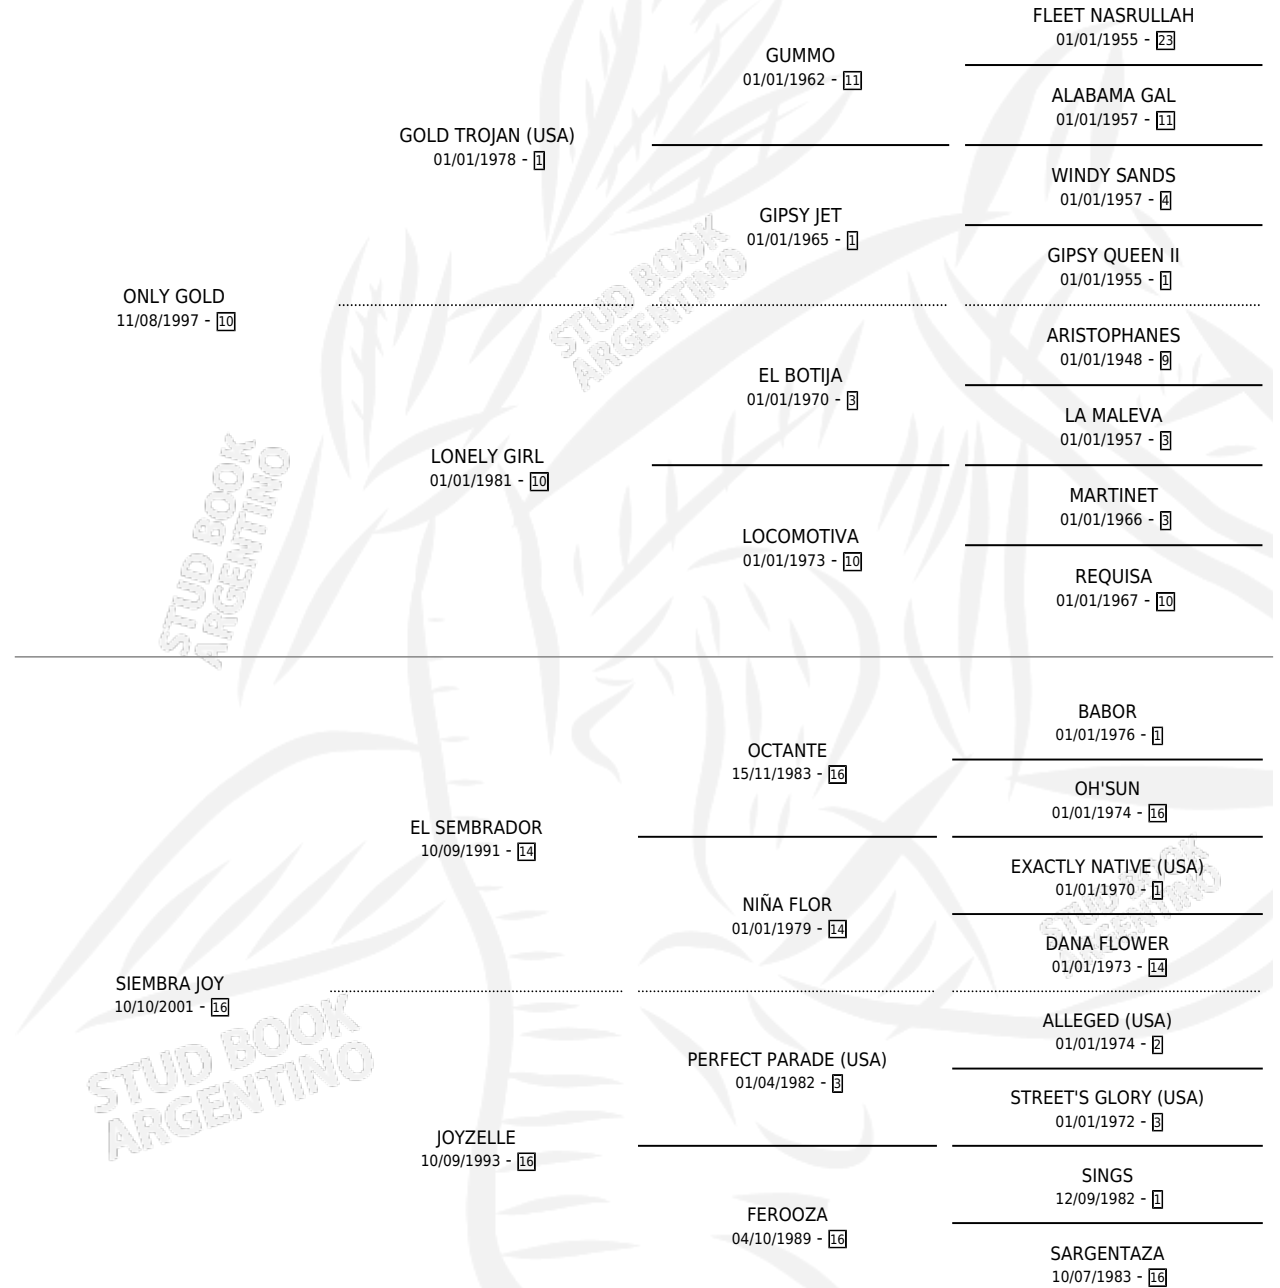 FLEET NASRULLAH
01/01/1955 - 23
GUMMO
01/01/1962 - 11
ALABAMA GAL
01/01/1957 - 11
GOLD TROJAN (USA)
01/01/1978 - 1
WINDY SANDS
01/01/1957 - 4
GIPSY JET
01/01/1965 - 1
GIPSY QUEEN II
01/01/1955 - 1
ONLY GOLD
11/08/1997 - 10
ARISTOPHANES
01/01/1948 - 9
EL BOTIJA
01/01/1970 - 3
LA MALEVA
01/01/1957 - 3
LONELY GIRL
01/01/1981 - 10
MARTINET
01/01/1966 - 3
LOCOMOTIVA
01/01/1973 - 10
REQUISA
01/01/1967 - 10
STUD BOOK
ARGENTINO
STUD BOOK
ARGENTINO
BABOR
01/01/1976 - 1
OCTANTE
15/11/1983 - 16
OH'SUN
01/01/1974 - 16
EL SEMBRADOR
10/09/1991 - 14
EXACTLY NATIVE (USA)
01/01/1970 - 1
NIÑA FLOR
01/01/1979 - 14
DANA FLOWER
01/01/1973 - 14
SIEMBRA JOY
10/10/2001 - 16
ALLEGED (USA)
01/01/1974 - 2
PERFECT PARADE (USA)
01/04/1982 - 3
STREET'S GLORY (USA)
01/01/1972 - 3
JOYZELLE
10/09/1993 - 16
SINGS
12/09/1982 - 1
FEROOZA
04/10/1989 - 16
SARGENTAZA
10/07/1983 - 16
STUD BOOK
ARGENTINO
STUD BOOK
ARGENTINO